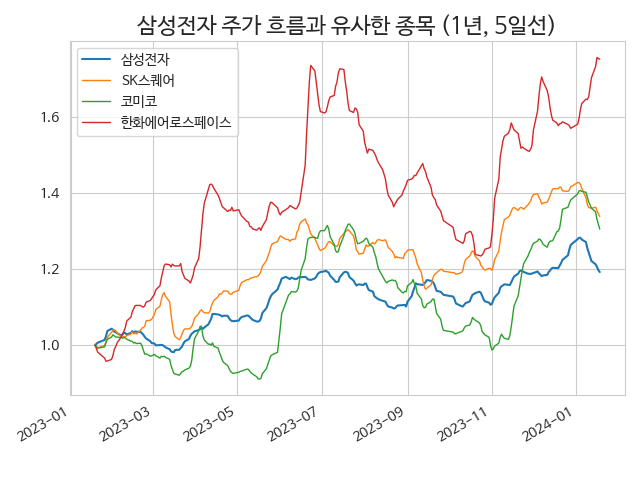 삼성전자 주가 흐름과 유사한 종목 (1년, 5일선)
삼성전자
SK스퀘어
코미코
한화에어로스페이스
1.6
1.4
1.2
1.0
2023-01
2023-03
2023-05
2023-07
2023-09
2023-11
2024-01